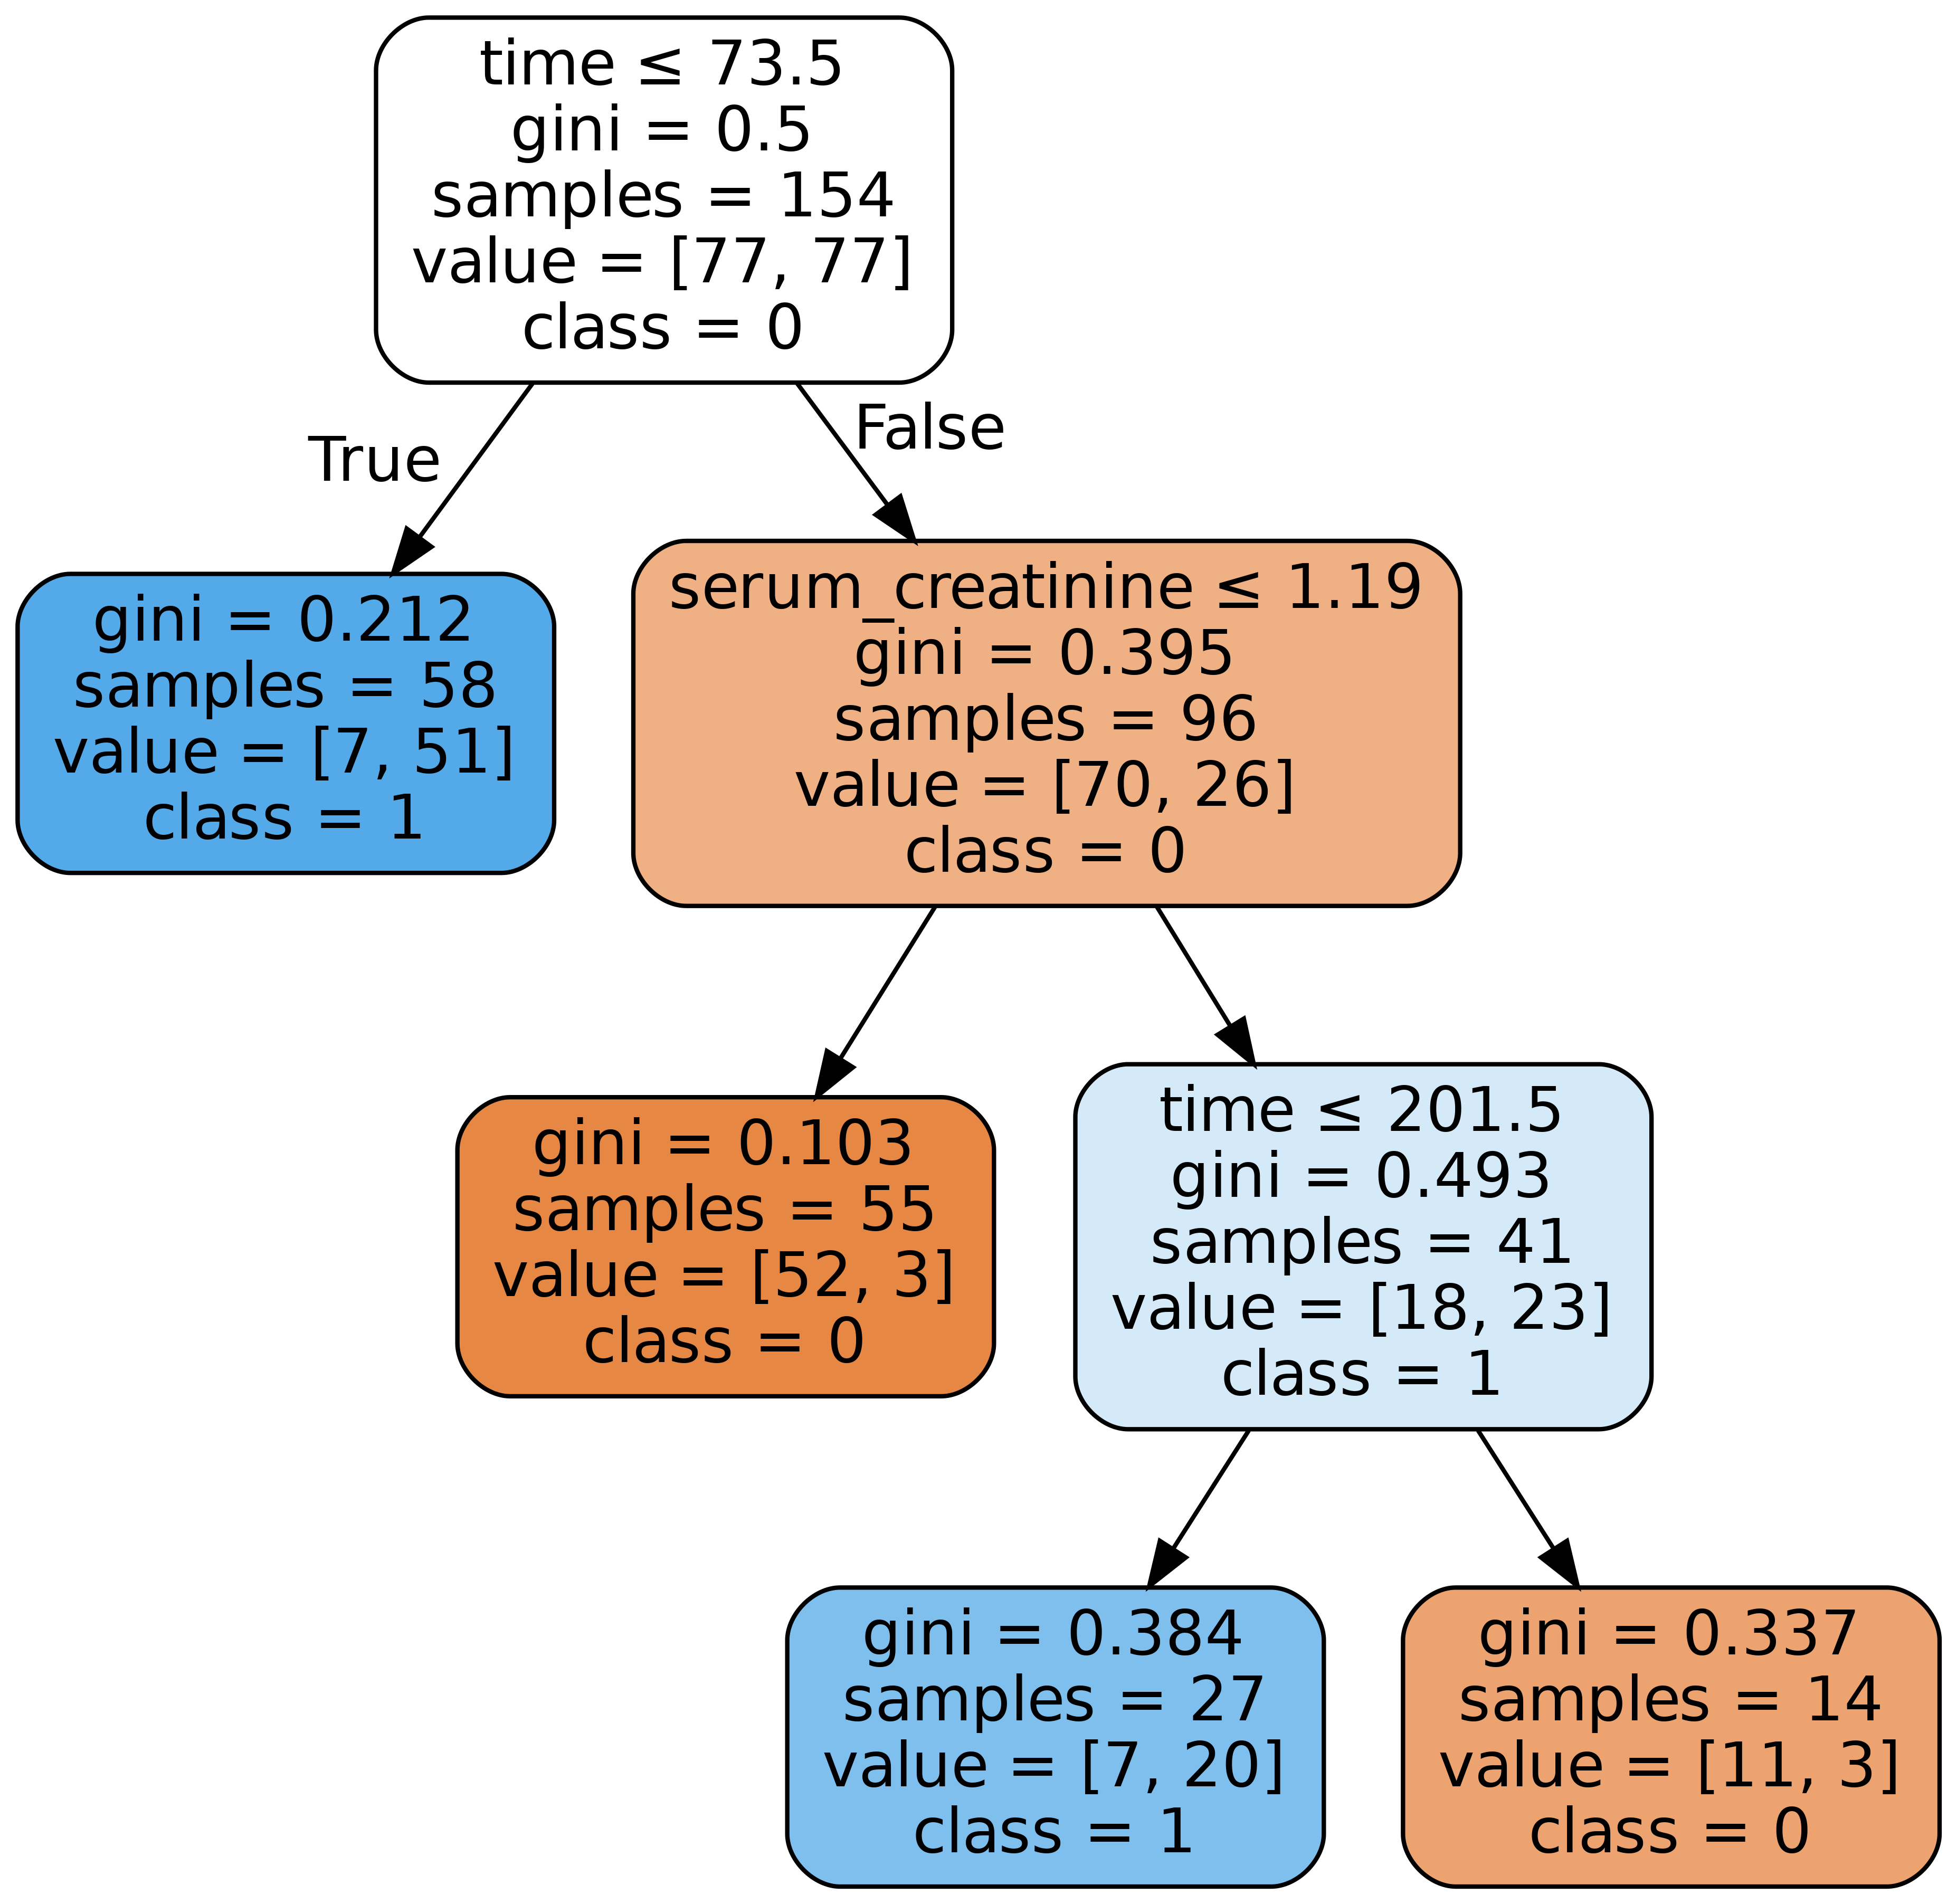 time ≤ 73.5
gini = 0.5
samples = 154
value = [77, 77]
class = 0
True
False
gini = 0.212
samples = 58
value = [7, 51]
class = 1
serum_creatinine ≤ 1.19
gini = 0.395
samples = 96
value = [70, 26]
class = 0
gini = 0.103
samples = 55
value = [52, 3]
class = 0
time ≤ 201.5
gini = 0.493
samples = 41
value = [18, 23]
class = 1
gini = 0.384
samples = 27
value = [7, 20]
class = 1
gini = 0.337
samples = 14
value = [11, 3]
class = 0